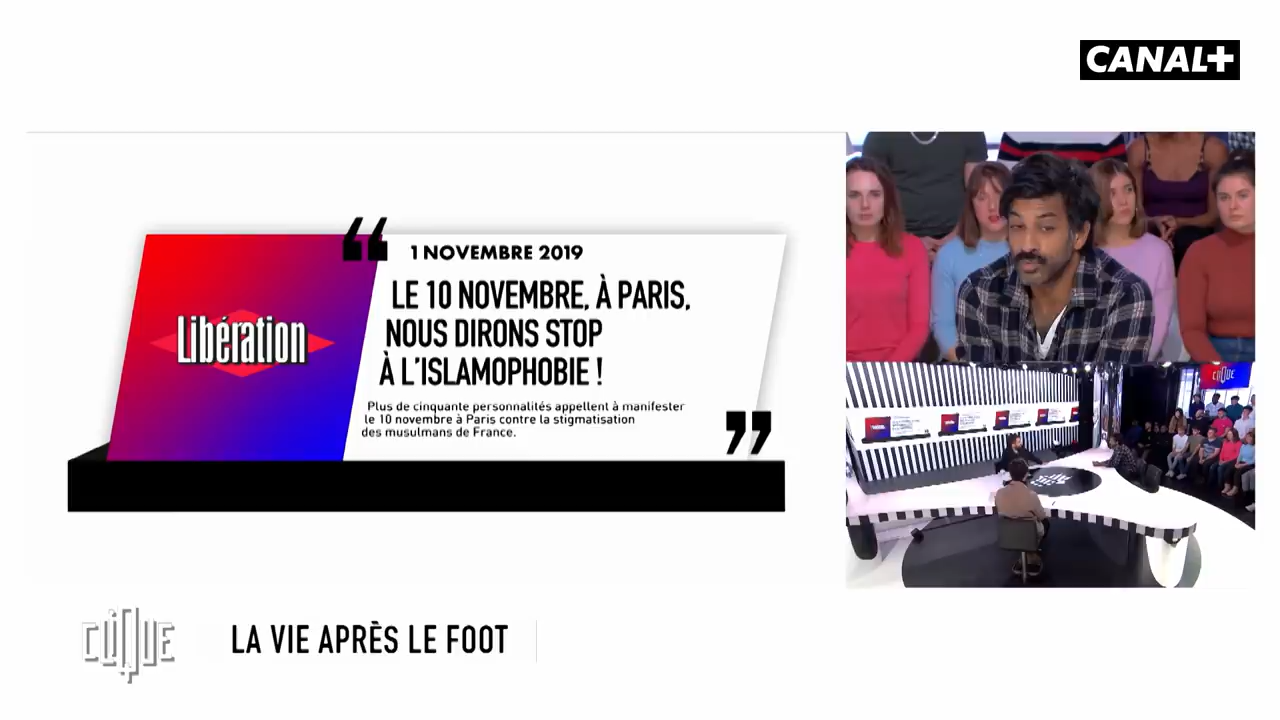 CANAL+
1 NOVEMBRE 2019
LE 10 NOVEMBRE, À PARIS,
NOUS DIRONS STOP
À L'ISLAMOPHOBIE !
Libération
Plus de cinquante personnalités appellent à manifester
le 10 novembre à Paris contre la stigmatisation
des musulmans de France.
CLIQUE
CLIQUE
LA VIE APRÈS LE FOOT